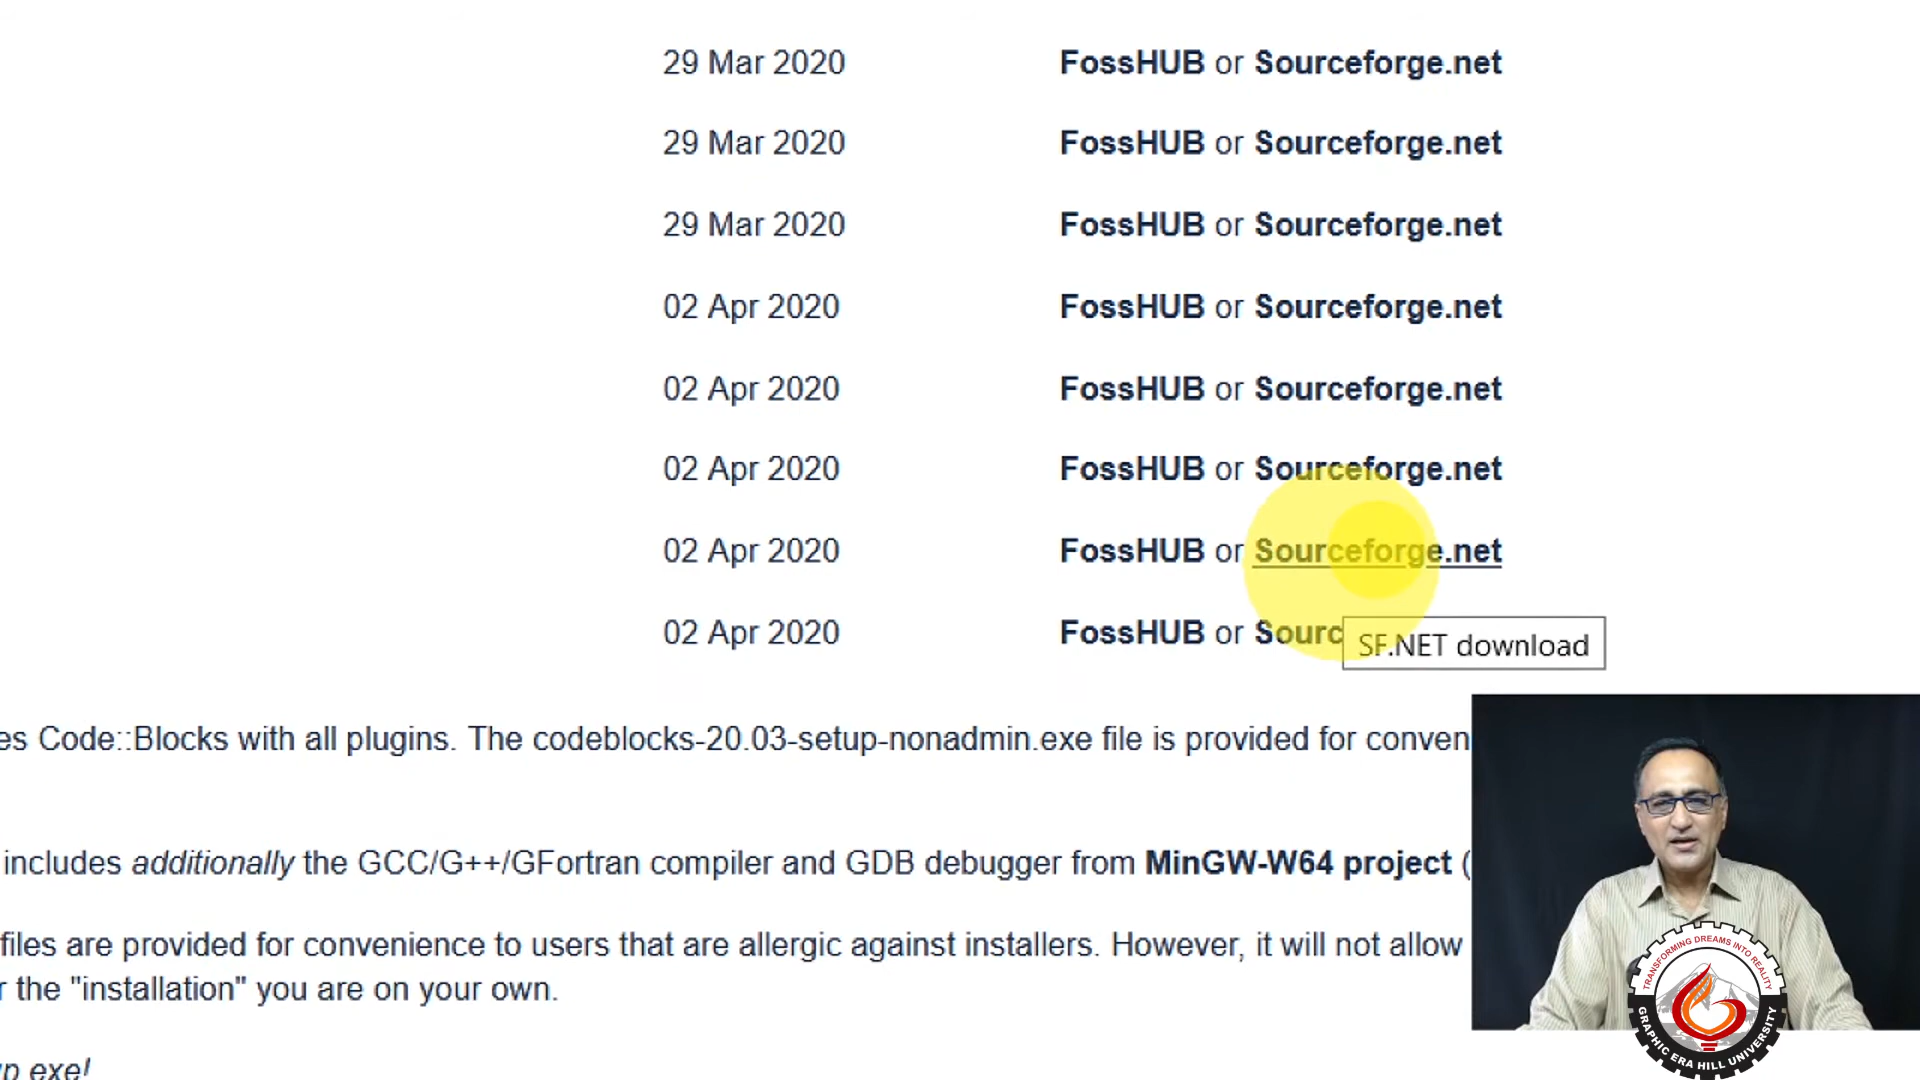 29 Mar 2020 FossHUB or Sourceforge.net
29 Mar 2020 FossHUB or Sourceforge.net
29 Mar 2020 FossHUB or Sourceforge.net
02 Apr 2020 FossHUB or Sourceforge.net
02 Apr 2020 FossHUB or Sourceforge.net
02 Apr 2020 FossHUB or Sourceforge.net
02 Apr 2020 FossHUB or Sourceforge.net
02 Apr 2020 FossHUB or Sourc
SF.NET download
es Code::Blocks with all plugins. The codeblocks-20.03-setup-nonadmin.exe file is provided for conven
includes additionally the GCC/G++/GFortran compiler and GDB debugger from MinGW-W64 project (
files are provided for convenience to users that are allergic against installers. However, it will not allow
r the "installation" you are on your own.
up exe!
TRANSFORMING DREAMS INTO REALITY
GRAPHIC ERA HILL UNIVERSITY